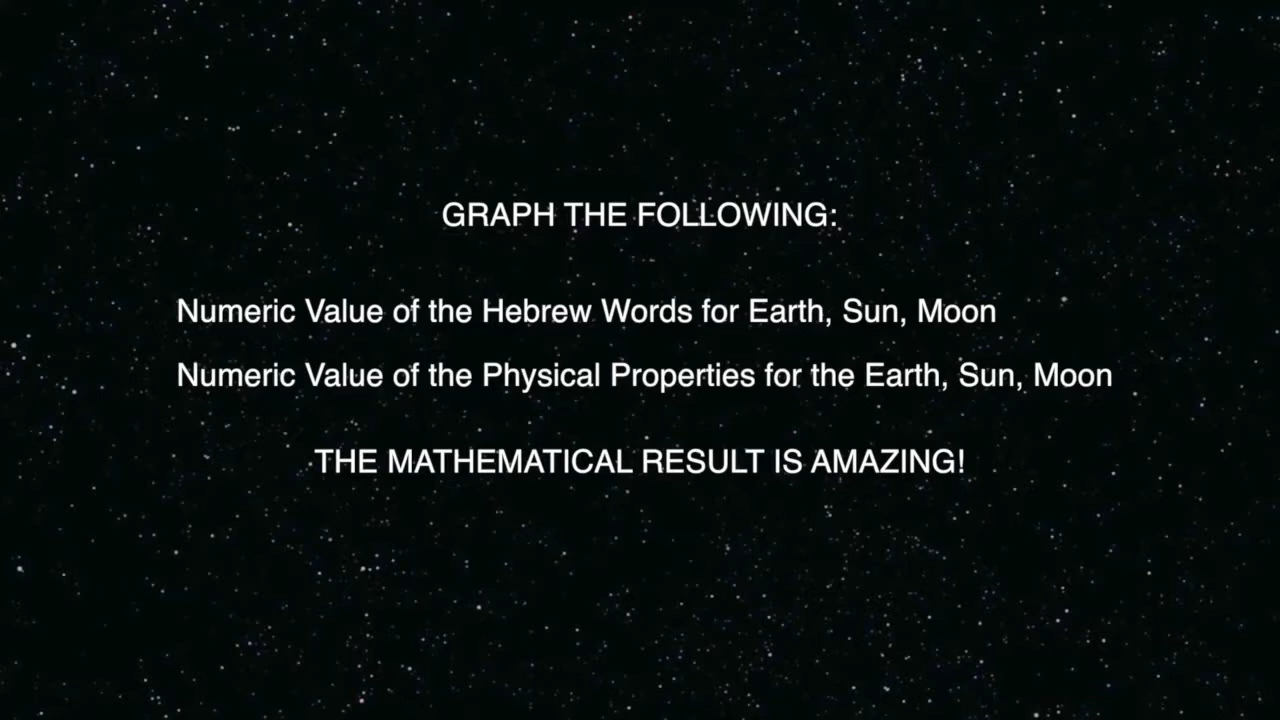 GRAPH THE FOLLOWING:
Numeric Value of the Hebrew Words for Earth, Sun, Moon
Numeric Value of the Physical Properties for the Earth, Sun, Moon
THE MATHEMATICAL RESULT IS AMAZING!